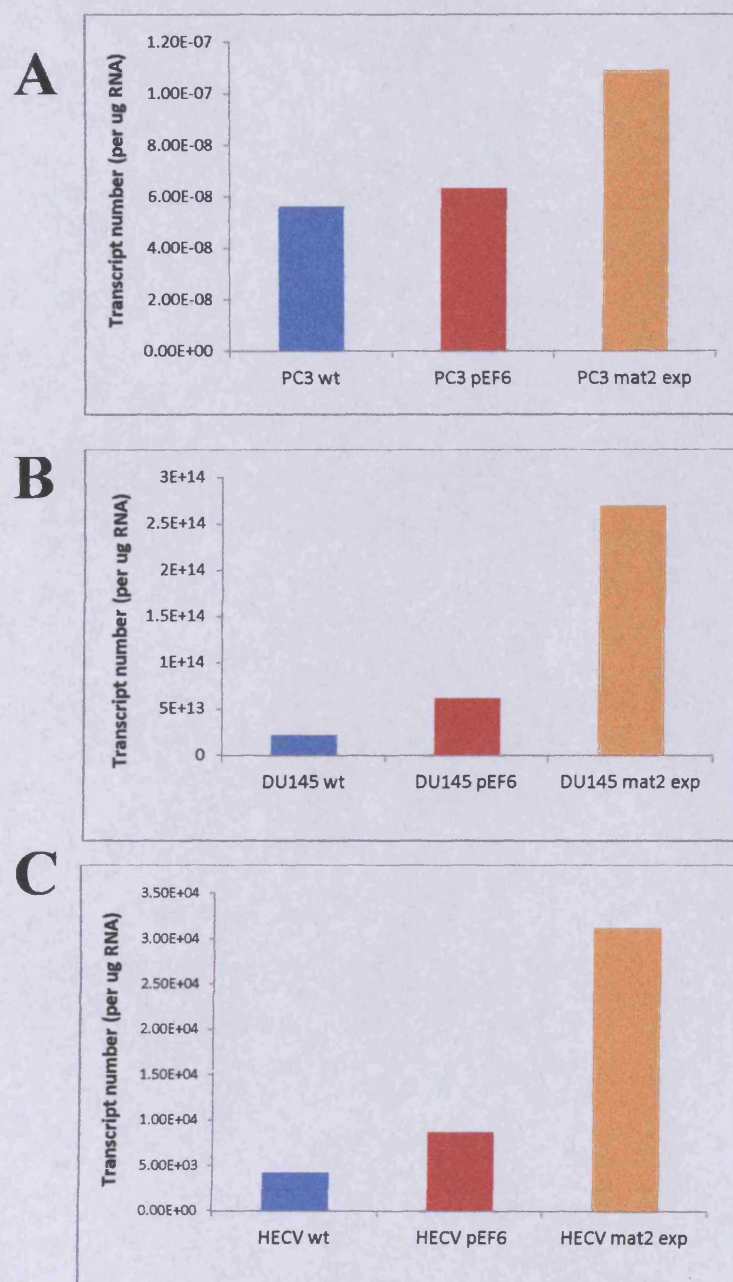 A
Transcript number (per ug RNA)
1.20E-07
1.00E-07
8.00E-08
6.00E-08
4.00E-08
2.00E-08
0.00E+00
PC3 wt
PC3 pEF6
PC3 mat2 exp
B
Transcript number (per ug RNA)
3E+14
2.5E+14
2E+14
1.5E+14
1E+14
5E+13
0
DU145 wt
DU145 pEF6
DU145 mat2 exp
C
Transcript number (per ug RNA)
3.50E+04
3.00E+04
2.50E+04
2.00E+04
1.50E+04
1.00E+04
5.00E+03
0.00E+00
HECV wt
HECV pEF6
HECV mat2 exp